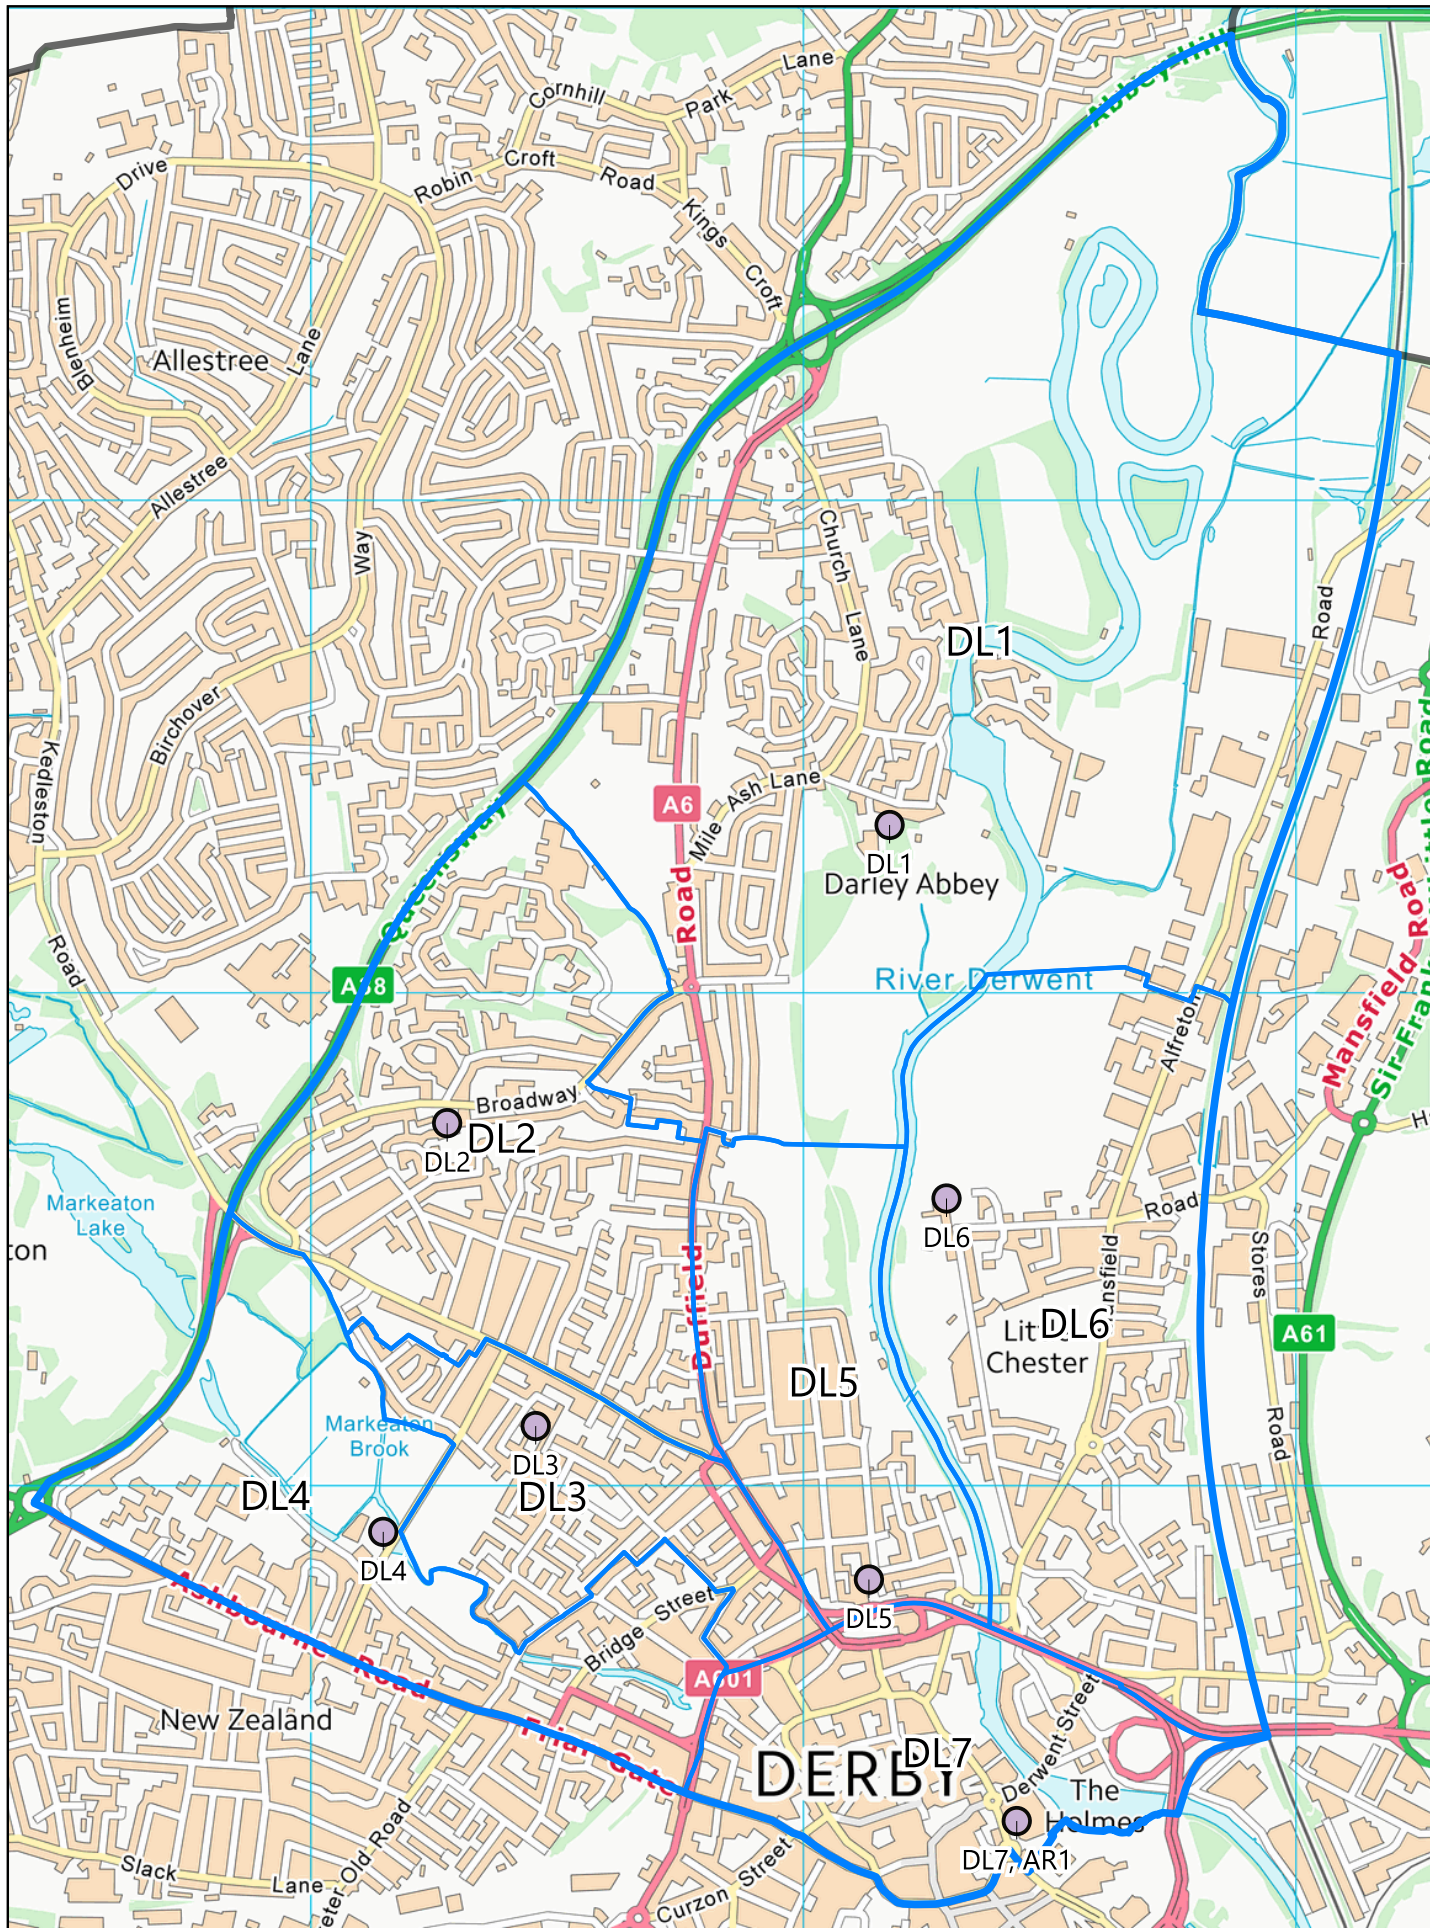 Abbey Hill
Lane
Cornhill
Park
Croft
Road
Robin
Drive
Kings
Croft
Blenheim
Allestree
Lane
Allestree
Way
Church
Lane
Road
DL1
Birchover
Kedleston
A6
Mile Ash Lane
Queensway
DL1
Darley Abbey
Road
Road
A38
River Derwent
Alfreton
Mansfield Road
Broadway
DL2
DL2
Markeaton
Lake
ton
DL6
Road
Stores
Duffield
DL6
Chester
A61
DL5
Road
Markeaton
Brook
DL3
DL3
DL4
DL4
DL5
Ashbourne Road
Bridge Street
A601
New Zealand
Friar Gate
DERBY
DL7
Derwent Street
The
Holmes
DL7, AR1
Slack
Lane
Curzon Street
Old Road